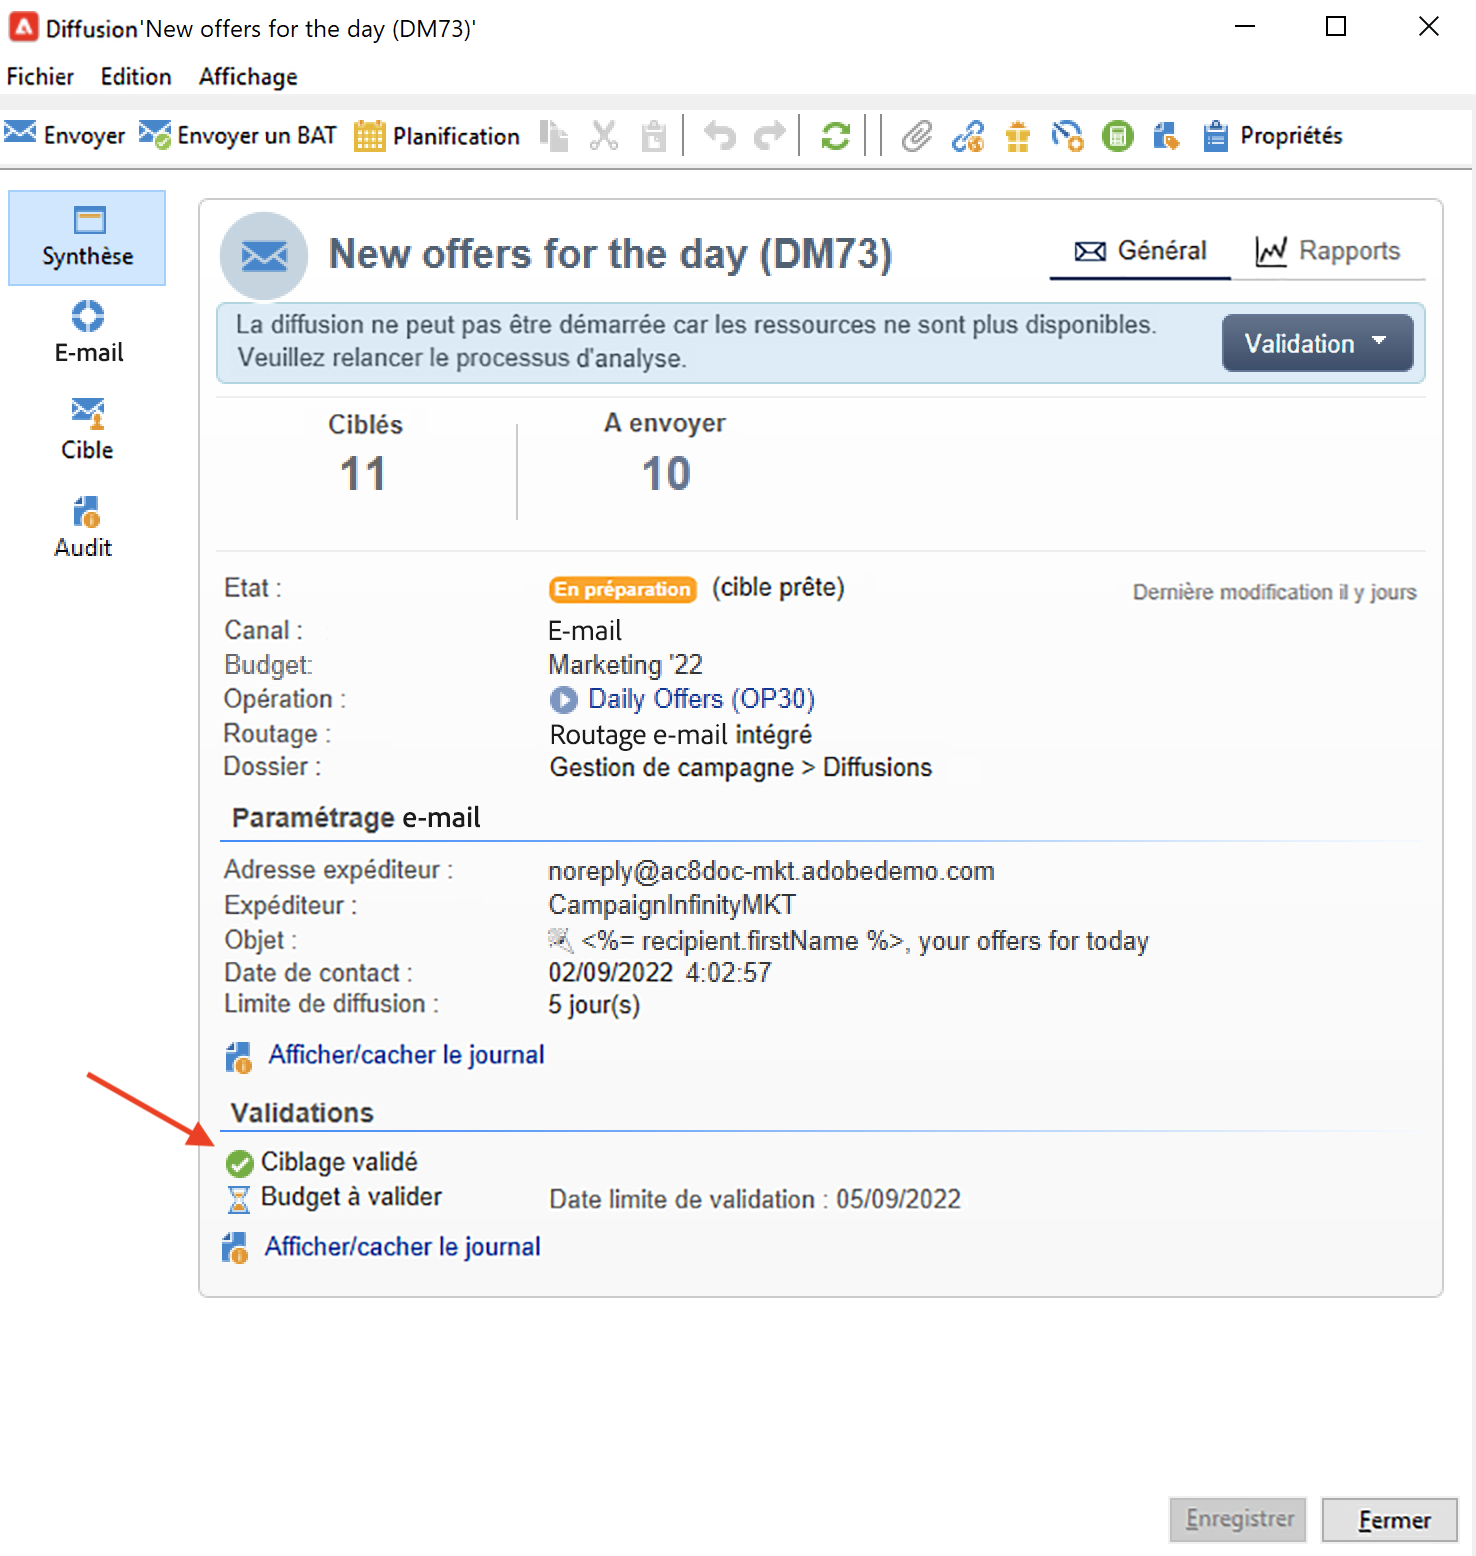 Diffusion'New offers for the day (DM73)'
Fichier Edition Affichage
Envoyer Envoyer un BAT Planification Propriétés
Synthèse
E-mail
Cible
Audit
New offers for the day (DM73) Général Rapports
La diffusion ne peut pas être démarrée car les ressources ne sont plus disponibles.
Veuillez relancer le processus d'analyse.
Validation
Ciblés A envoyer
11 10
Etat : En préparation (cible prête) Dernière modification il y jours
Canal : E-mail
Budget: Marketing '22
Opération : Daily Offers (OP30)
Routage : Routage e-mail intégré
Dossier : Gestion de campagne > Diffusions
Paramétrage e-mail
Adresse expéditeur : noreply@ac8doc-mkt.adobedemo.com
Expéditeur : CampaignInfinityMKT
Objet : <%= recipient.firstName %>, your offers for today
Date de contact : 02/09/2022 4:02:57
Limite de diffusion : 5 jour(s)
Afficher/cacher le journal
Validations
Ciblage validé
Budget à valider Date limite de validation : 05/09/2022
Afficher/cacher le journal
Enregistrer Fermer